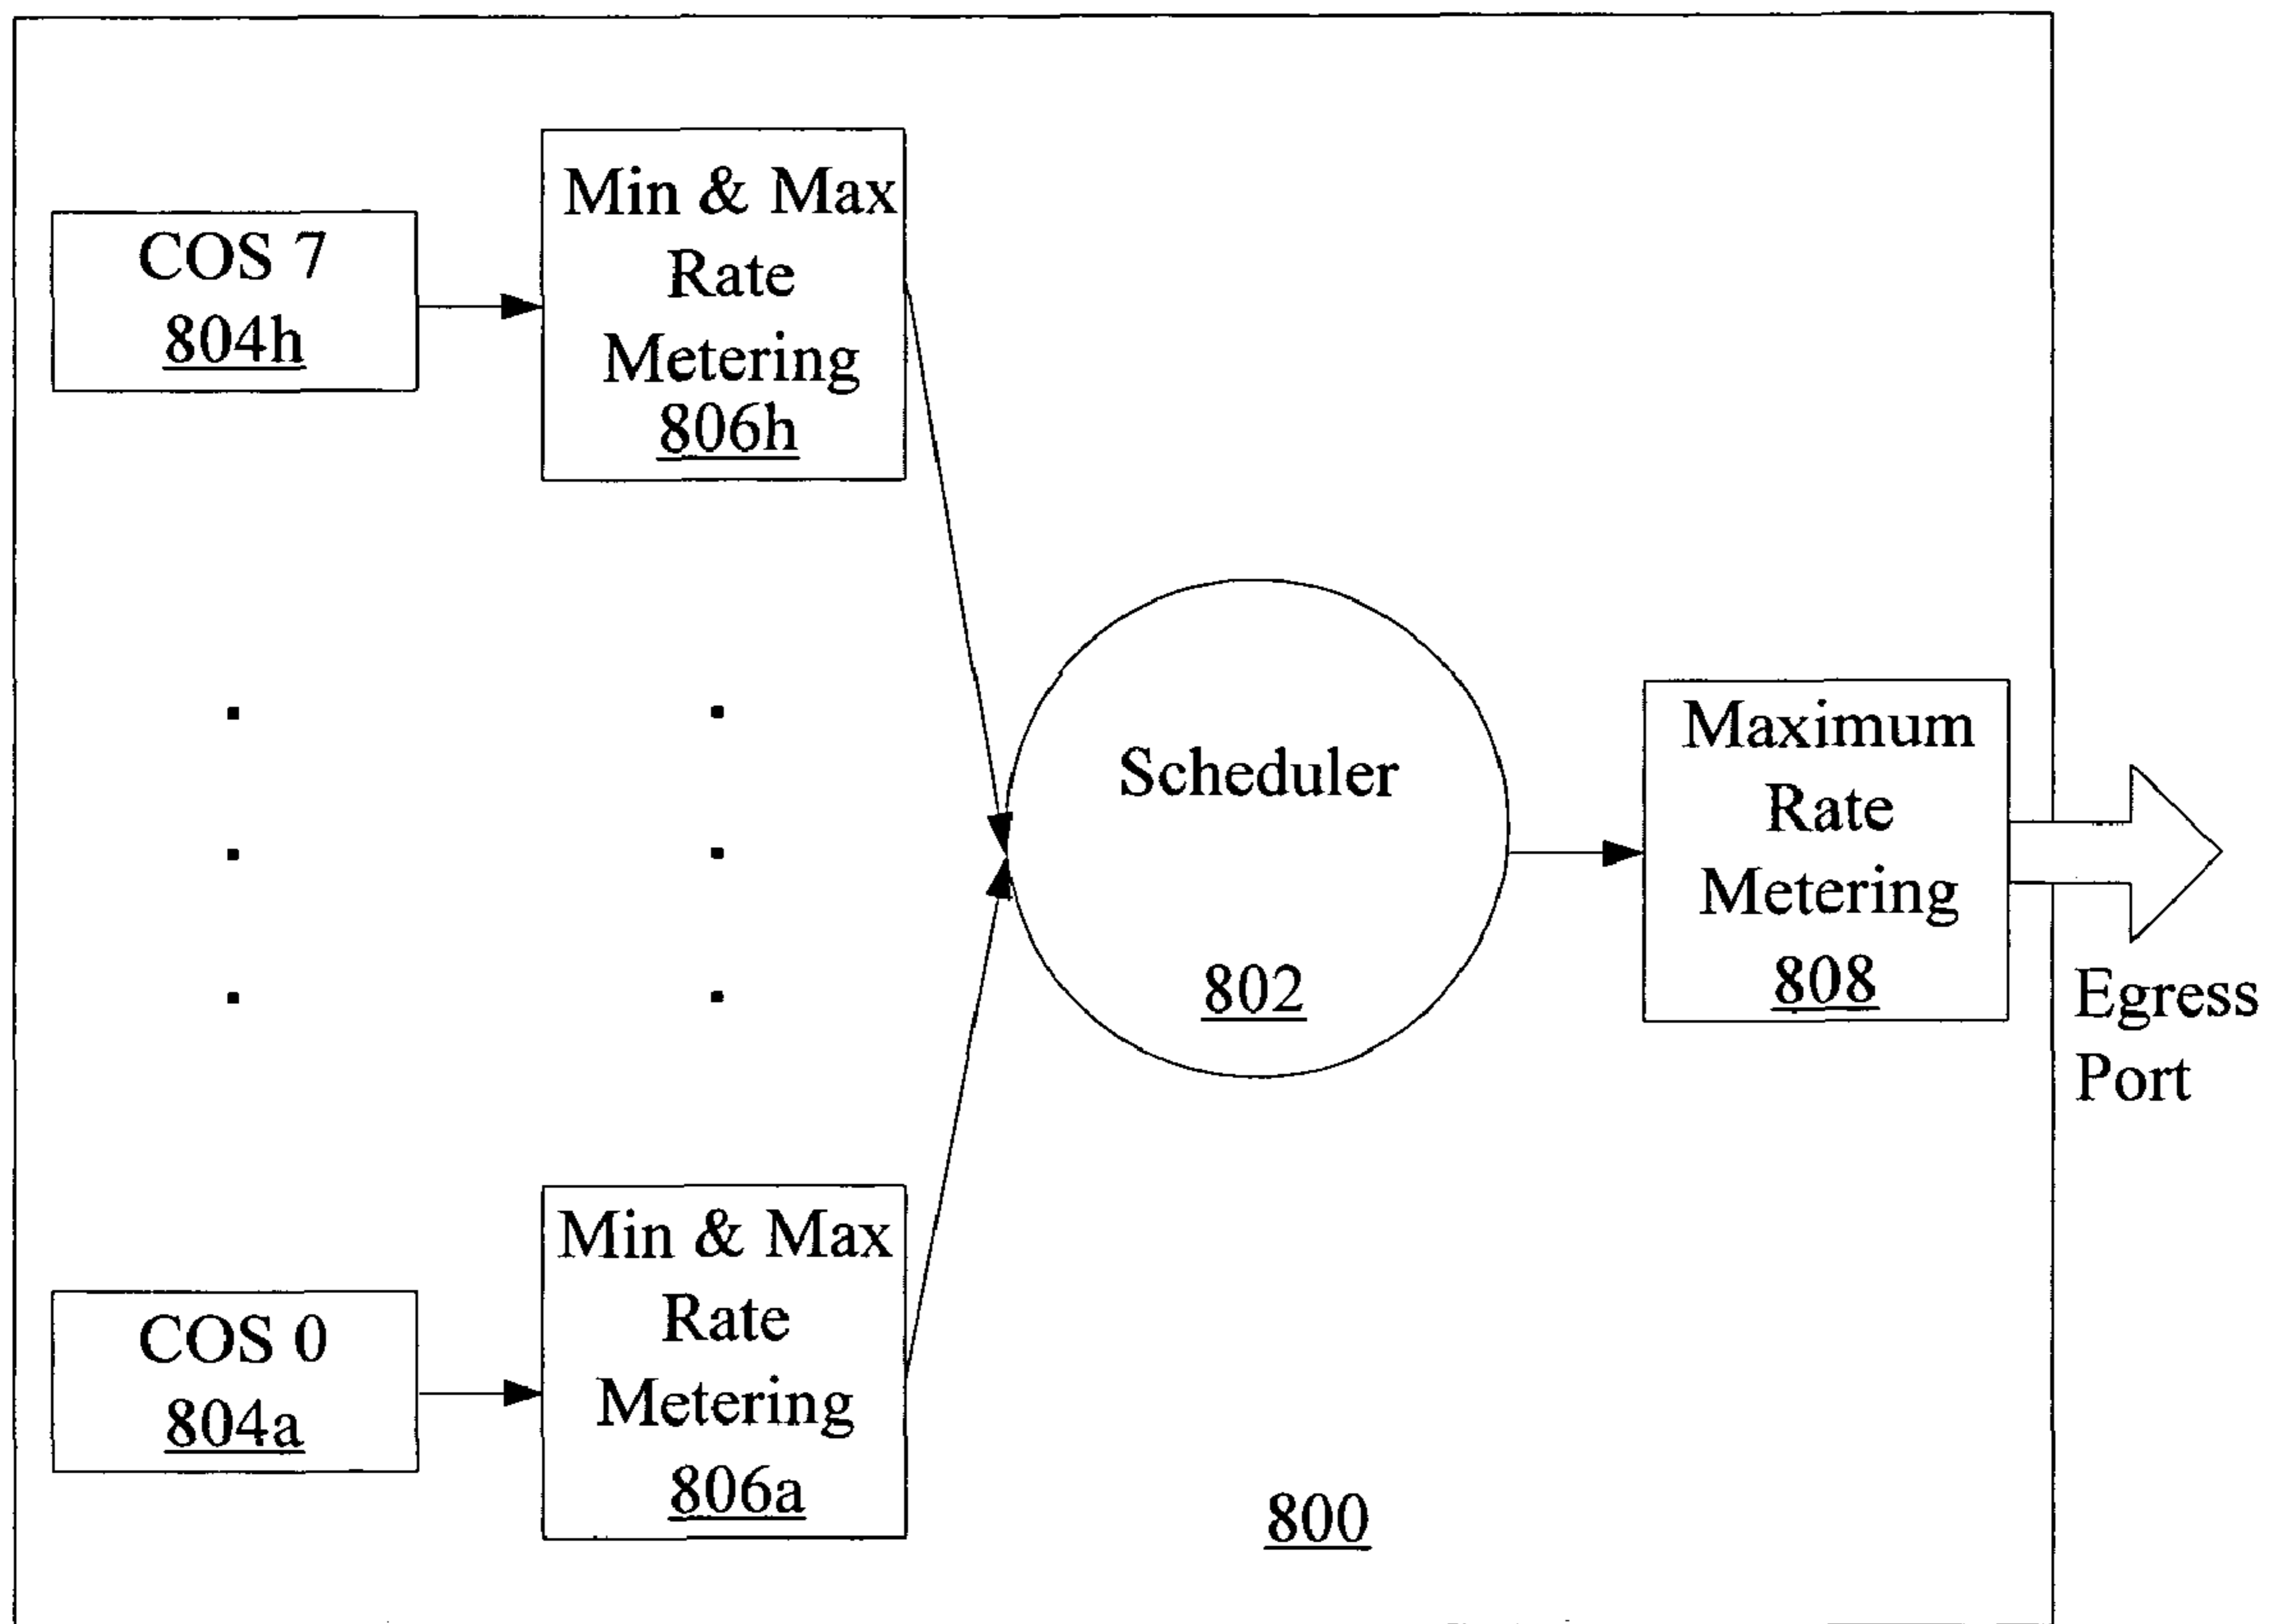 COS 7
804h
Min & Max
Rate
Metering
806h
Scheduler
802
Maximum
Rate
Metering
808
Egress
Port
COS 0
804a
Min & Max
Rate
Metering
806a
800